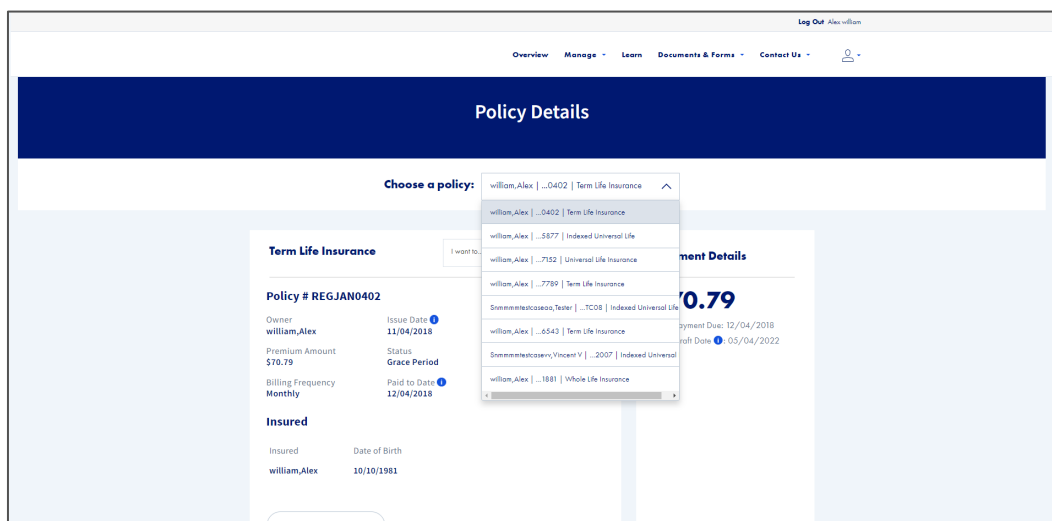 Log Out Alex william
Overview Manage Learn Documents & Forms Contact Us
Policy Details
Choose a policy: william,Alex | ...0402 | Term Life Insurance
william,Alex | ...0402 | Term Life Insurance
william,Alex | ...5877 | Indexed Universal Life
william,Alex | ...7152 | Universal Life Insurance
william,Alex | ...7789 | Term Life Insurance
Snmmmmtestcaseaa,Tester | ...TC08 | Indexed Universal Life
william,Alex | ...6543 | Term Life Insurance
Snmmmmtestcasevv,Vincent V | ...2007 | Indexed Universal
william,Alex | ...1881 | Whole Life Insurance
Term Life Insurance
I want to...
Policy # REGJAN0402
Owner Issue Date
william,Alex 11/04/2018
Premium Amount Status
$70.79 Grace Period
Billing Frequency Paid to Date
Monthly 12/04/2018
Insured
Insured Date of Birth
william,Alex 10/10/1981
ment Details
70.79
ayment Due: 12/04/2018
raft Date : 05/04/2022